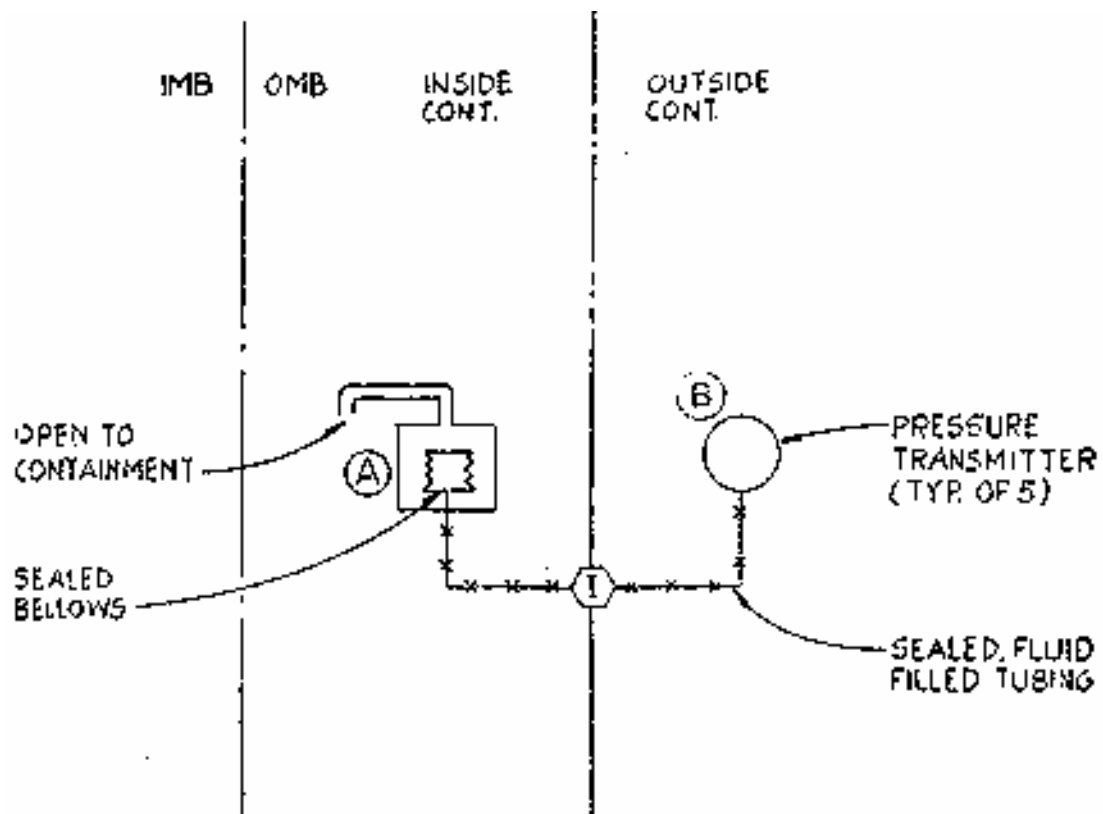 IMB
OMB
INSIDE
CONT.
OUTSIDE
CONT.
OPEN TO
CONTAINMENT
A
B
PRESSURE
TRANSMITTER
(TYP. OF 5)
SEALED
BELLOWS
I
SEALED, FLUID
FILLED TUBING